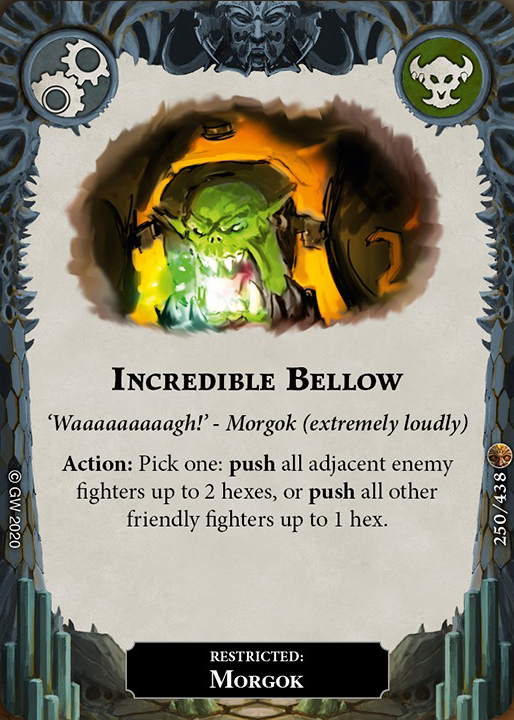 Incredible Bellow
‘Waaaaaaaaagh!’ - Morgok (extremely loudly)
Action: Pick one: push all adjacent enemy
fighters up to 2 hexes, or push all other
friendly fighters up to 1 hex.
© GW 2020
250/438
RESTRICTED:
Morgok